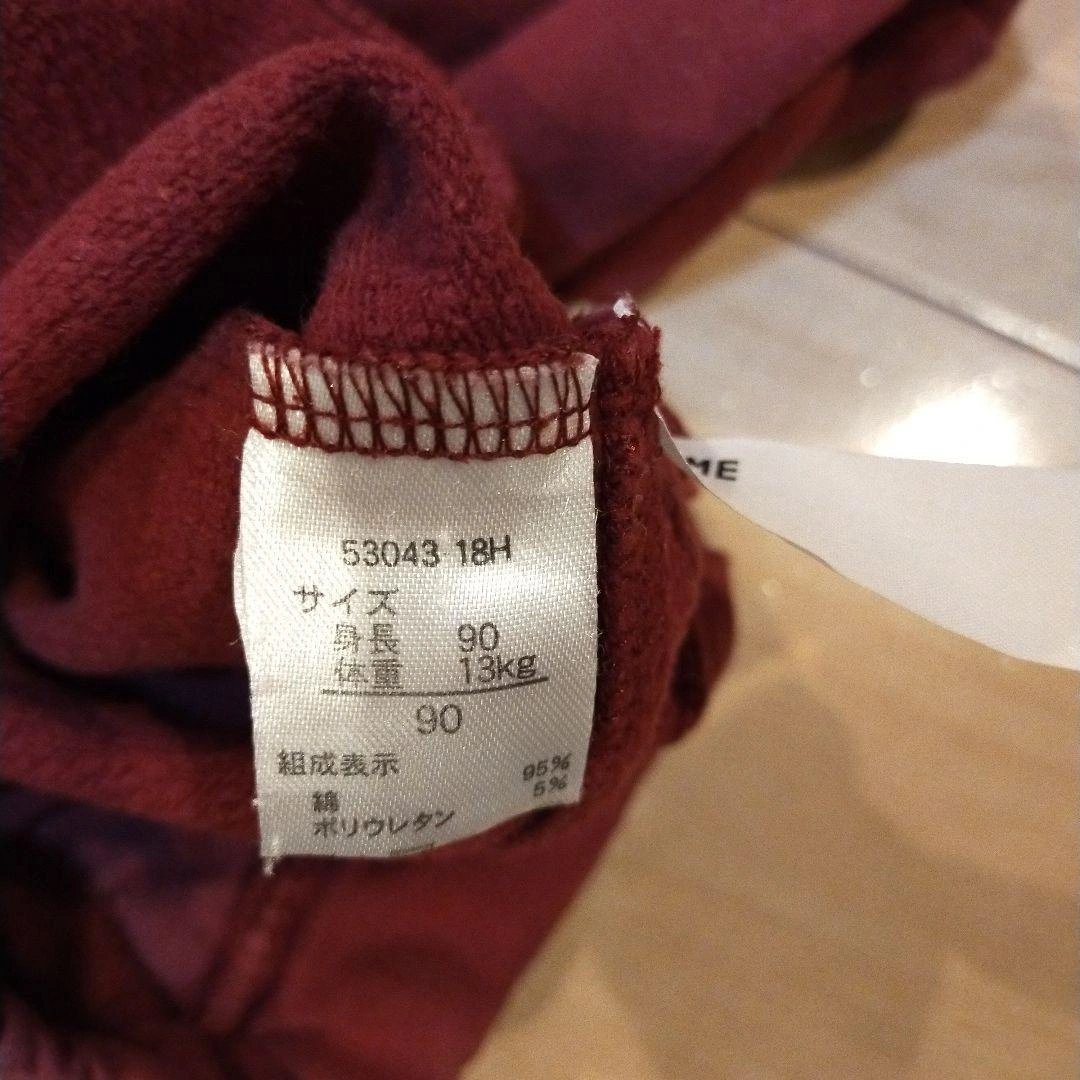 53043 18H
サイズ
身長 90
体重 13kg
90
組成表示
綿 95%
ポリウレタン 5%
ME